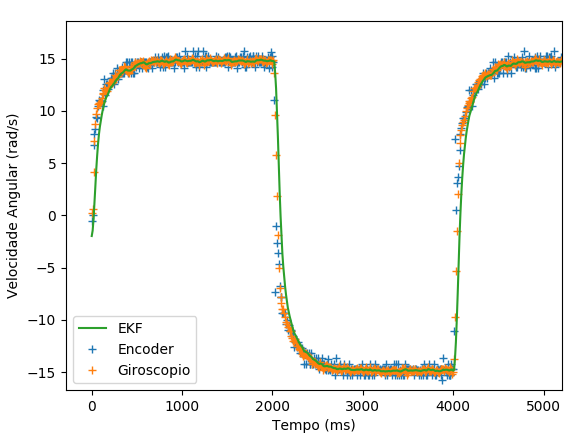 15
10
5
0
−5
−10
−15
Velocidade Angular (rad/s)
EKF
Encoder
Giroscopio
0 1000 2000 3000 4000 5000
Tempo (ms)